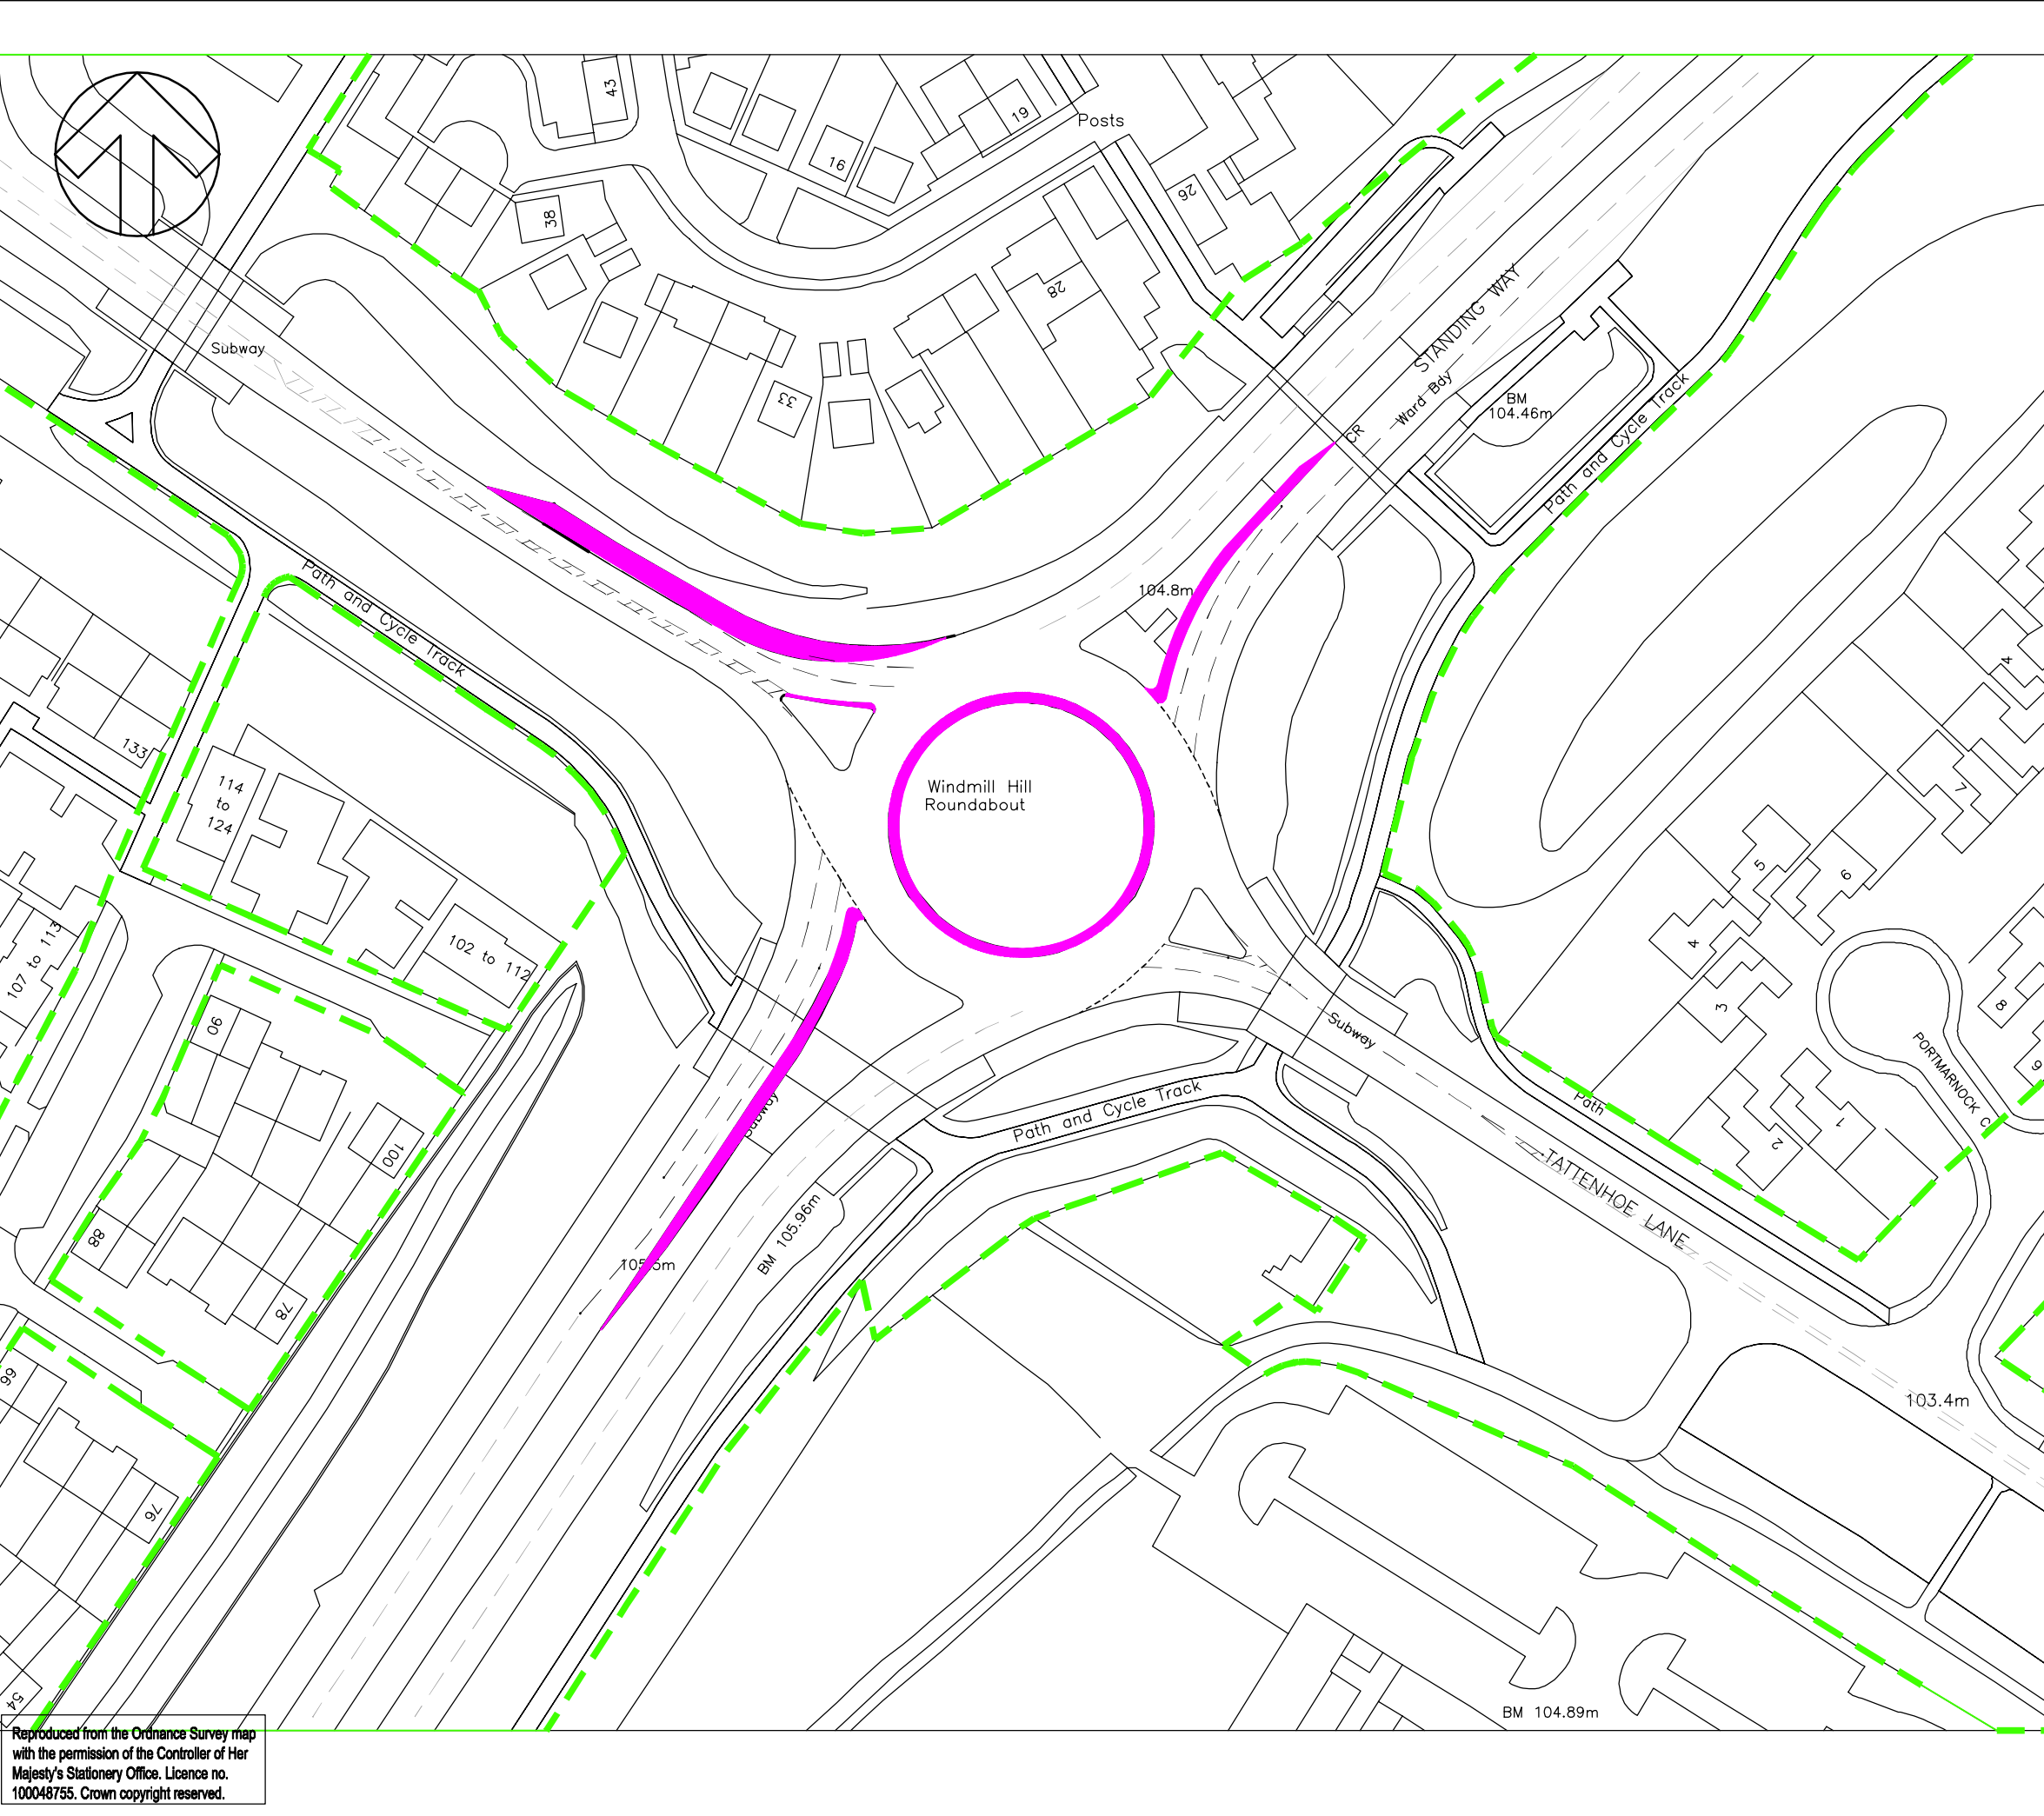 43
Posts
19
16
26
38
28
STANDING WAY
Subway
Ward Bdy
BM
104.46m
33
CR
Path and Cycle Track
104.8m
Path and Cycle Track
4
133
Windmill Hill
Roundabout
7
114
to
124
5
6
107 to 113
102 to 112
4
3
8
90
Subway
PORTMARNOCK C
9
Path
Path and Cycle Track
Subway
1
2
100
TATTENHOE LANE
88
BM 105.96m
105.6m
78
66
103.4m
76
54
BM 104.89m
Reproduced from the Ordnance Survey map
with the permission of the Controller of Her
Majesty's Stationery Office. Licence no.
100048755. Crown copyright reserved.